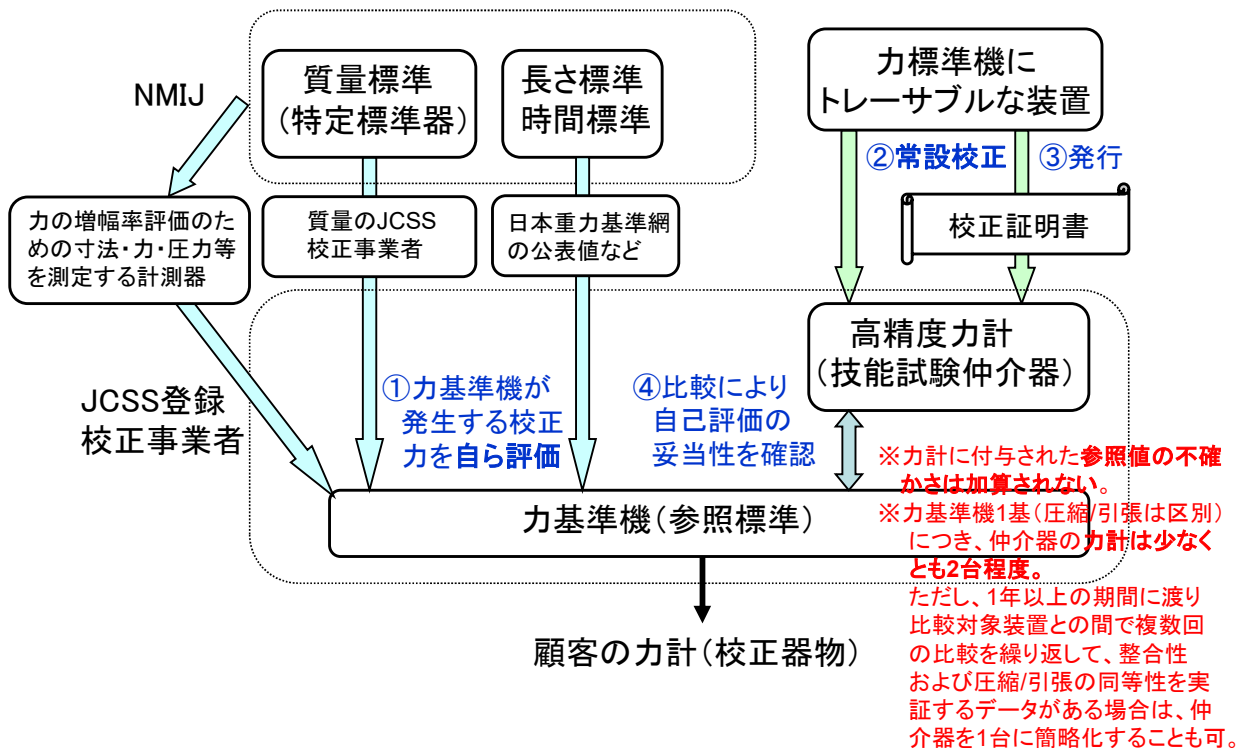 NMIJ
質量標準
(特定標準器)
長さ標準
時間標準
力標準機に
トレーサブルな装置
②常設校正
③発行
校正証明書
力の増幅率評価のた
めの寸法・力・圧力等
を測定する計測器
質量のJCSS
校正事業者
日本重力基準網
の公表値など
高精度力計
(技能試験仲介器)
JCSS登録
校正事業者
①力基準機が
発生する校正
力を自ら評価
④比較により
自己評価の
妥当性を確認
※力計に付与された参照値の不確
かさは加算されない。
※力基準機1基(圧縮/引張は区別)
につき、仲介器の力計は少なく
とも2台程度。
ただし、1年以上の期間に渡り
比較対象装置との間で複数回
の比較を繰り返して、整合性
および圧縮/引張の同等性を実
証するデータがある場合は、仲
介器を1台に簡略化することも可。
力基準機(参照標準)
顧客の力計(校正器物)